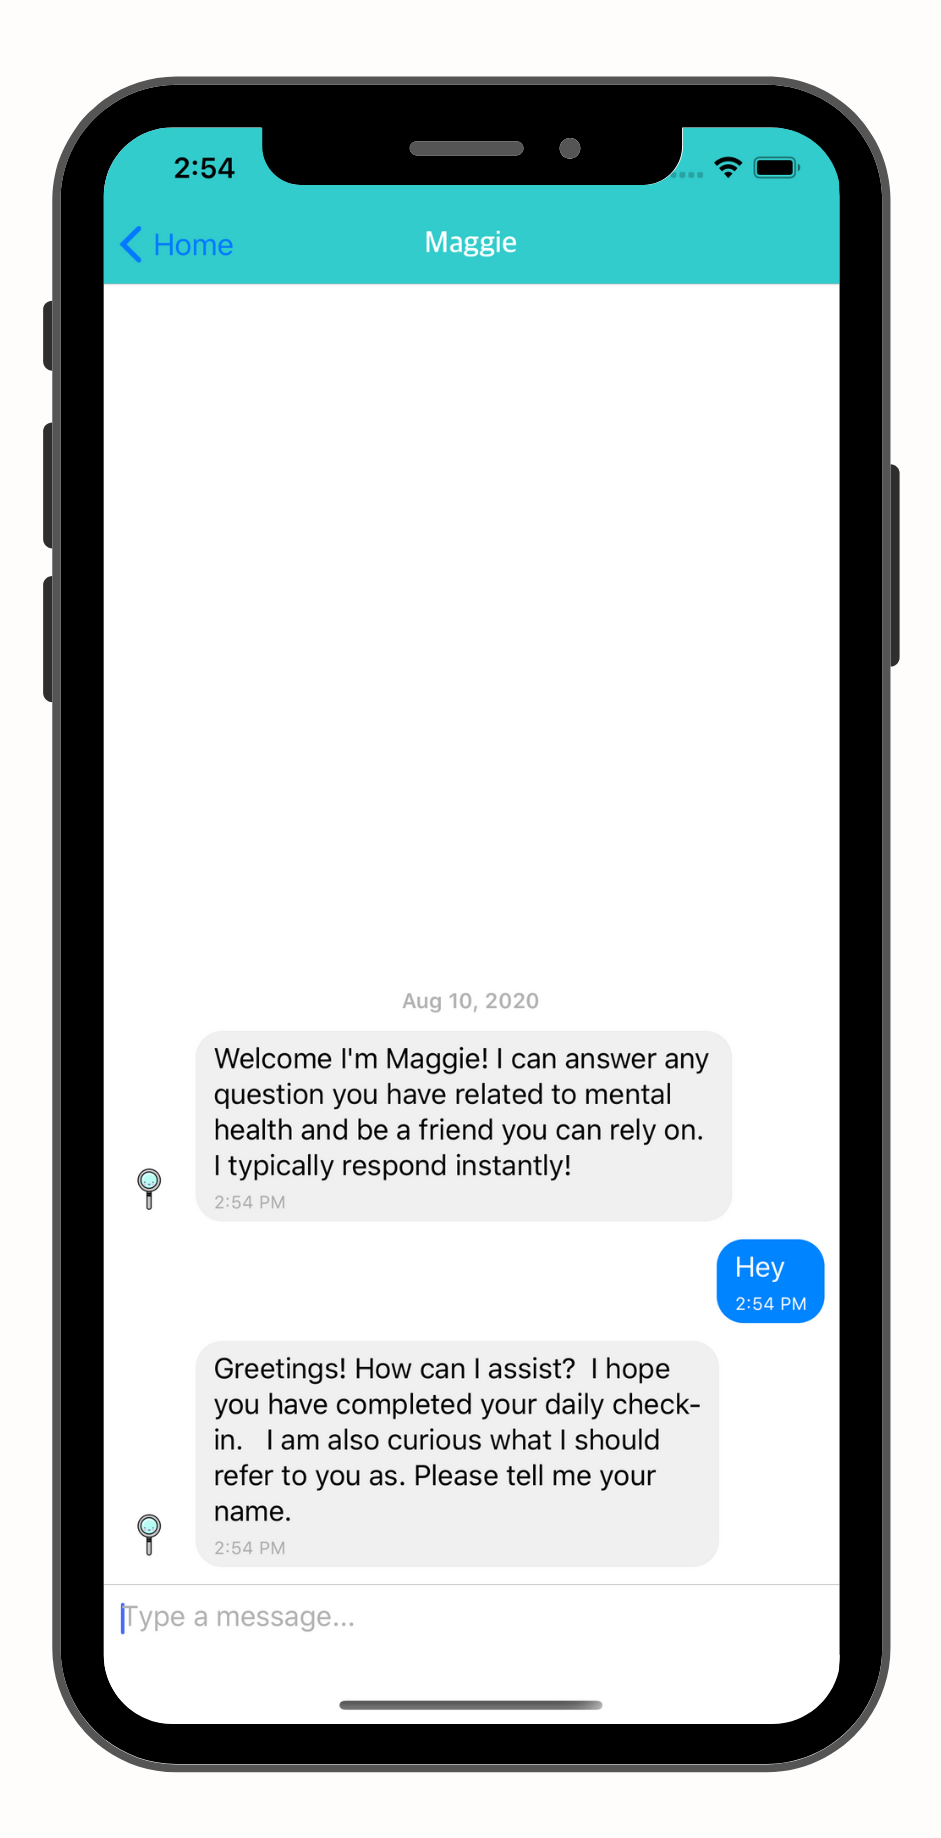 2:54
Home
Maggie
Aug 10, 2020
Welcome I'm Maggie! I can answer any
question you have related to mental
health and be a friend you can rely on.
I typically respond instantly!
2:54 PM
Hey
2:54 PM
Greetings! How can I assist?  I hope
you have completed your daily check-
in.   I am also curious what I should
refer to you as. Please tell me your
name.
2:54 PM
Type a message...